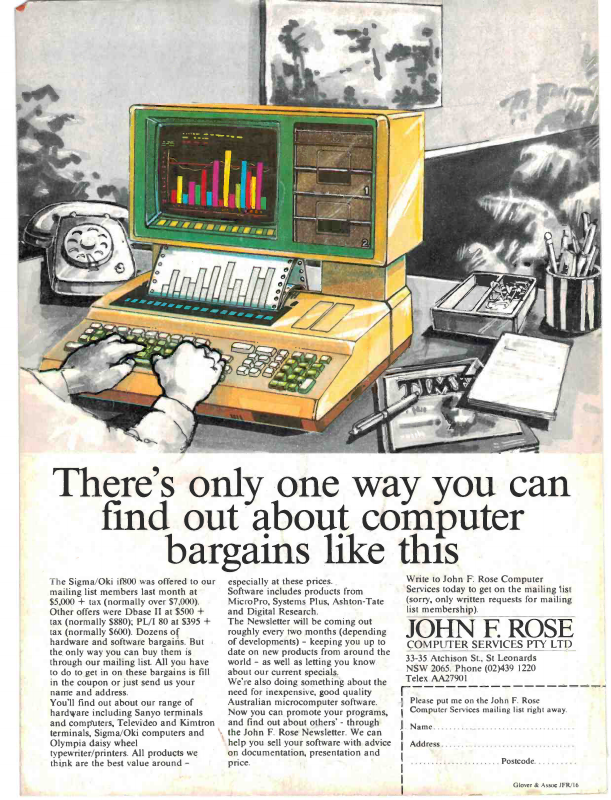 1
2
TIME
There's only one way you can
find out about computer
bargains like this
The Sigma/Oki if800 was offered to our
mailing list members last month at
$5,000 + tax (normally over $7,000).
Other offers were Dbase II at $500 +
tax (normally $880); PL/I 80 at $395 +
tax (normally $600). Dozens of
hardware and software bargains. But
the only way you can buy them is
through our mailing list. All you have
to do to get in on these bargains is fill
in the coupon or just send us your
name and address.
You'll find out about our range of
hardware including Sanyo terminals
and computers, Televideo and Kimtron
terminals, Sigma/Oki computers and
Olympia daisy wheel
typewriter/printers. All products we
think are the best value around –
especially at these prices.
Software includes products from
MicroPro, Systems Plus, Ashton-Tate
and Digital Research.
The Newsletter will be coming out
roughly every two months (depending
of developments) – keeping you up to
date on new products from around the
world – as well as letting you know
about our current specials.
We're also doing something about the
need for inexpensive, good quality
Australian microcomputer software.
Now you can promote your programs,
and find out about others' - through
the John F. Rose Newsletter. We can
help you sell your software with advice
on documentation, presentation and
price.
Write to John F. Rose Computer
Services today to get on the mailing list
(sorry, only written requests for mailing
list membership).
JOHN F. ROSE
COMPUTER SERVICES PTY LTD
33-35 Atchison St., St Leonards
NSW 2065. Phone (02)439 1220
Telex AA27901
Please put me on the John F. Rose
Computer Services mailing list right away.
Name
Address
Postcode
Glover & Assoc JFR/16